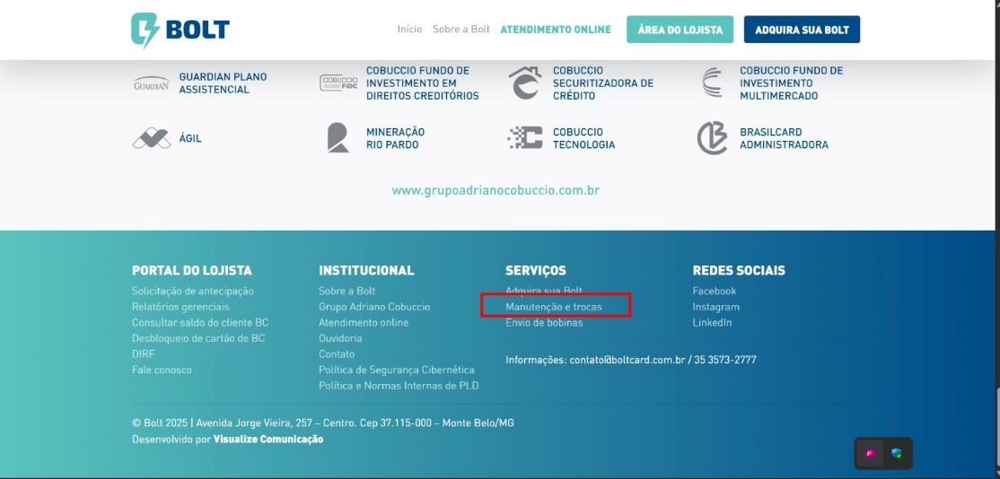 BOLT
Início Sobre a Bolt ATENDIMENTO ONLINE ÁREA DO LOJISTA ADQUIRA SUA BOLT
GUARDIAN
GUARDIAN PLANO
ASSISTENCIAL
COBUCCIO
FIDC
COBUCCIO FUNDO DE
INVESTIMENTO EM
DIREITOS CREDITÓRIOS
COBUCCIO
SECURITIZADORA DE
CRÉDITO
COBUCCIO FUNDO DE
INVESTIMENTO
MULTIMERCADO
ÁGIL
MINERAÇÃO
RIO PARDO
COBUCCIO
TECNOLOGIA
BRASILCARD
ADMINISTRADORA
www.grupoadrianocobuccio.com.br
PORTAL DO LOJISTA
Solicitação de antecipação
Relatórios gerenciais
Consultar saldo do cliente BC
Desbloqueio de cartão de BC
DIRF
Fale conosco
INSTITUCIONAL
Sobre a Bolt
Grupo Adriano Cobuccio
Atendimento online
Ouvidoria
Contato
Política de Segurança Cibernética
Política e Normas Internas de PLD
SERVIÇOS
Adquira sua Bolt
Manutenção e trocas
Envio de bobinas
REDES SOCIAIS
Facebook
Instagram
LinkedIn
Informações: contato@boltcard.com.br / 35 3573-2777
© Bolt 2025 | Avenida Jorge Vieira, 257 – Centro. Cep 37.115-000 – Monte Belo/MG
Desenvolvido por Visualize Comunicação